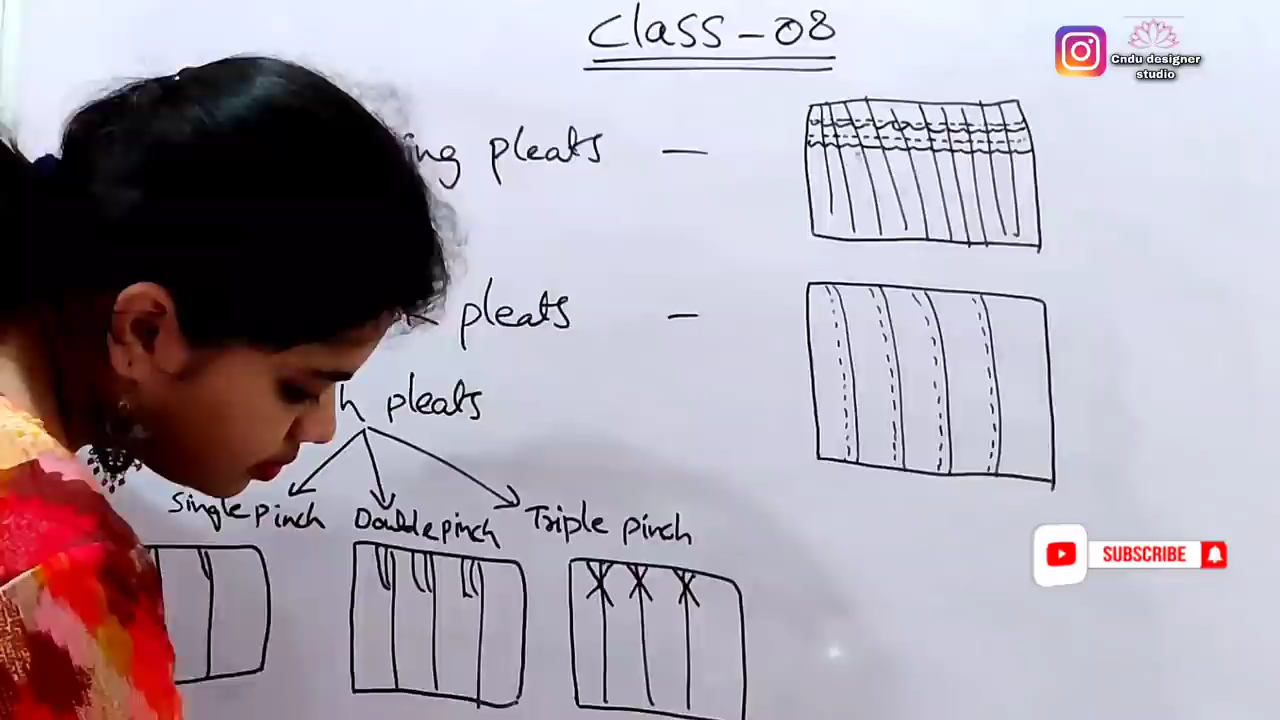 Class - 08
Cndu designer
studio
pleats —
pleats —
pleats
Single pinch Double pinch Triple pinch
SUBSCRIBE